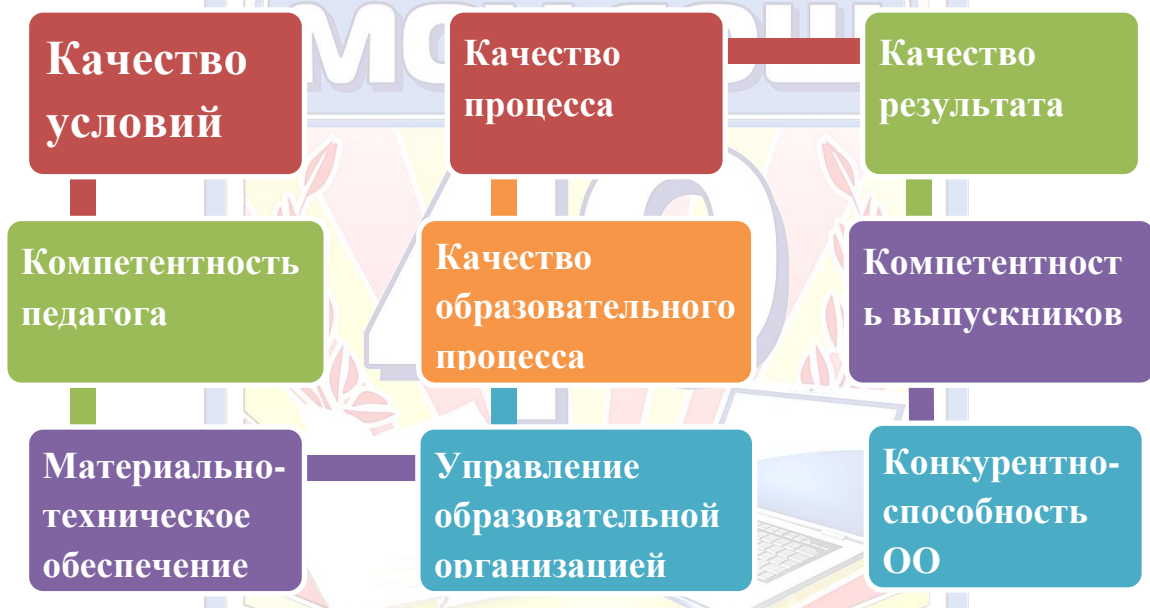 Качество
условий
Качество
процесса
Качество
результата
Компетентность
педагога
Качество
образовательного
процесса
Компетентност
ь выпускников
Материально-
техническое
обеспечение
Управление
образовательной
организацией
Конкурентно-
способность
ОО